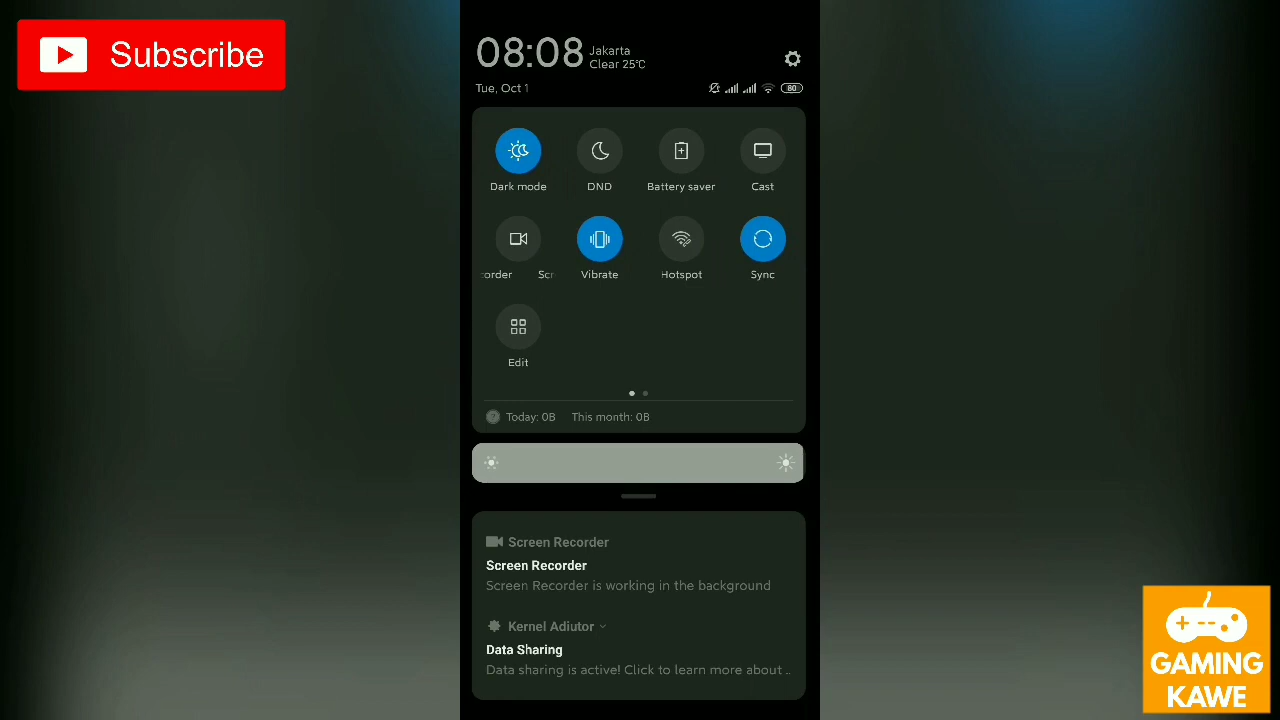 Subscribe
08:08
Jakarta
Clear 25°C
Tue, Oct 1
80
Dark mode
DND
Battery saver
Cast
corder Scr
Vibrate
Hotspot
Sync
Edit
Today: 0B This month: 0B
Screen Recorder
Screen Recorder
Screen Recorder is working in the background
Kernel Adiutor
Data Sharing
Data sharing is active! Click to learn more about ..
GAMING
KAWE